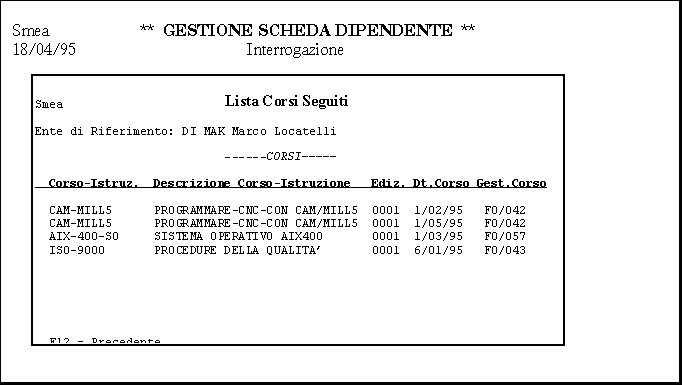 Smea ** GESTIONE SCHEDA DIPENDENTE **
18/04/95 Interrogazione
Smea Lista Corsi Seguiti
Ente di Riferimento: DI MAK Marco Locatelli
------CORSI-----
Corso-Istruz. Descrizione Corso-Istruzione Ediz. Dt.Corso Gest.Corso
CAM-MILL5 PROGRAMMARE-CNC-CON CAM/MILL5 0001 1/02/95 FO/042
CAM-MILL5 PROGRAMMARE-CNC-CON CAM/MILL5 0001 1/05/95 FO/042
AIX-400-SO SISTEMA OPERATIVO AIX400 0001 1/03/95 FO/057
ISO-9000 PROCEDURE DELLA QUALITA' 0001 6/01/95 FO/043
F12 - Precedente